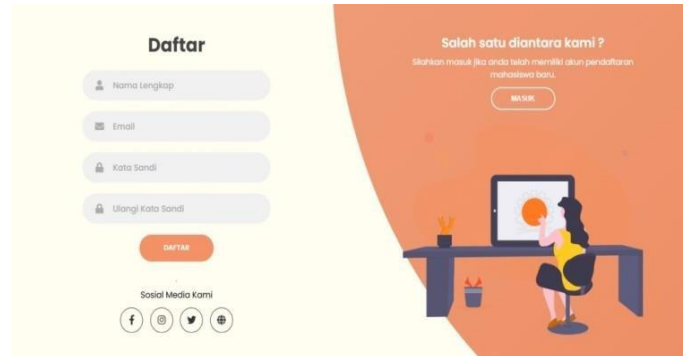 Daftar
Nama Lengkap
Email
Kata Sandi
Ulangi Kata Sandi
DAFTAR
Sosial Media Kami
Salah satu diantara kami ?
Silahkan masuk jika anda telah memiliki akun pendaftaran
mahasiswa baru.
MASUK